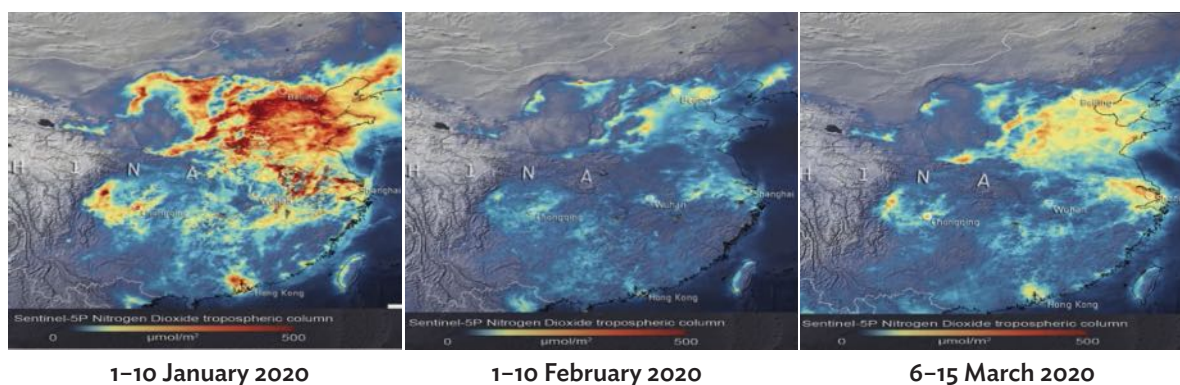 Beijing
H I N A
Shanghai
Wuhan
Chongqing
Hong Kong
Sentinel-5P Nitrogen Dioxide tropospheric column
0 µmol/m² 500
1–10 January 2020
Beijing
H I N A
Shanghai
Wuhan
Chongqing
Hong Kong
Sentinel-5P Nitrogen Dioxide tropospheric column
0 µmol/m² 500
1–10 February 2020
Beijing
H I N A
Wuhan
Chongqing
Hong Kong
Sentinel-5P Nitrogen Dioxide tropospheric column
0 µmol/m² 500
6–15 March 2020